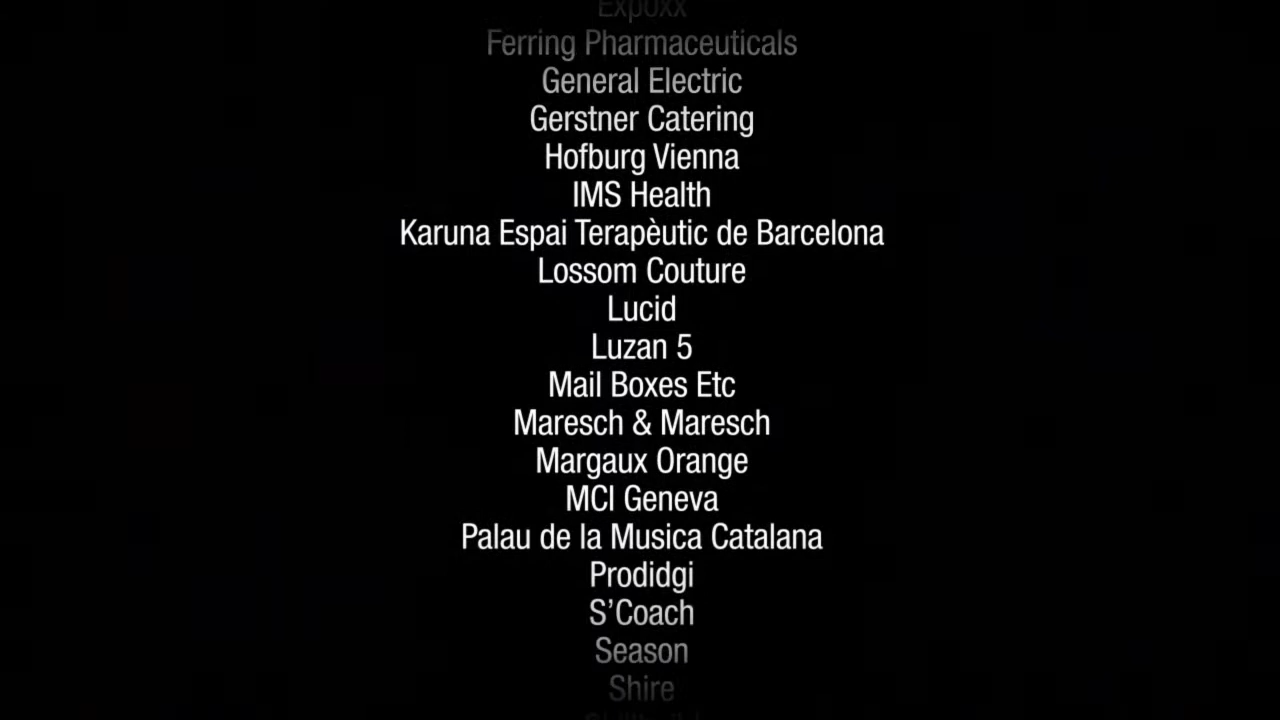 Expoxx
Ferring Pharmaceuticals
General Electric
Gerstner Catering
Hofburg Vienna
IMS Health
Karuna Espai Terapèutic de Barcelona
Lossom Couture
Lucid
Luzan 5
Mail Boxes Etc
Maresch & Maresch
Margaux Orange
MCI Geneva
Palau de la Musica Catalana
Prodidgi
S’Coach
Season
Shire